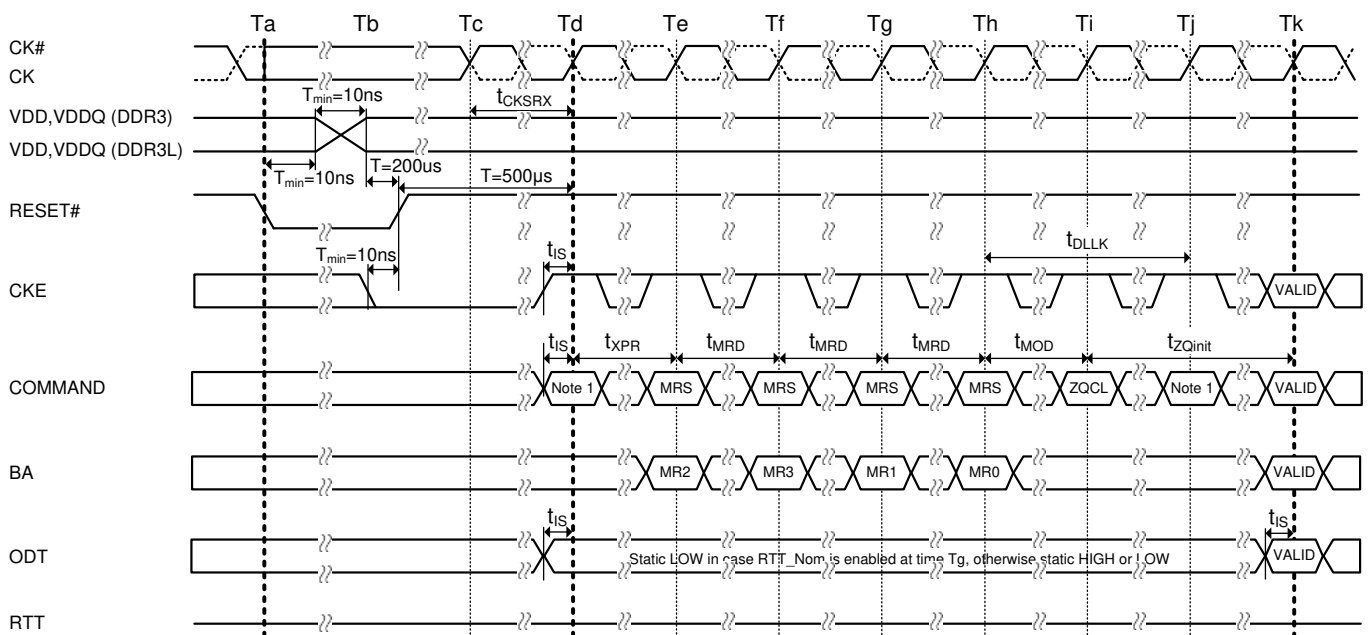 Ta Tb Tc Td Te Tf Tg Th Ti Tj Tk
CK#
CK
Tmin=10ns tCKSRX
VDD,VDDQ (DDR3)
VDD,VDDQ (DDR3L)
Tmin=10ns T=200us T=500µs
RESET#
Tmin=10ns tIS tDLLK
CKE VALID
tIS tXPR tMRD tMRD tMRD tMOD tZQinit
COMMAND Note 1 MRS MRS MRS MRS ZQCL Note 1 VALID
BA MR2 MR3 MR1 MR0 VALID
tIS tIS
ODT Static LOW in case RTT_Nom is enabled at time Tg, otherwise static HIGH or LOW VALID
RTT